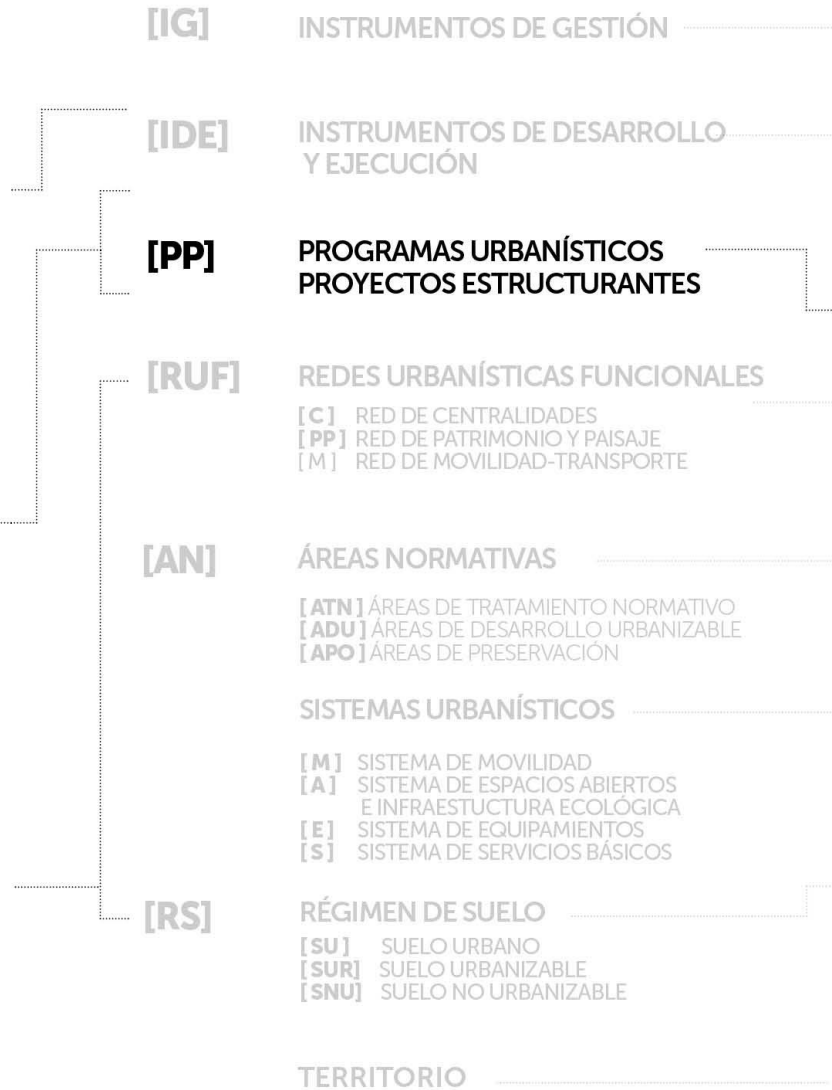 [IG] INSTRUMENTOS DE GESTIÓN
[IDE] INSTRUMENTOS DE DESARROLLO
Y EJECUCIÓN
[PP] PROGRAMAS URBANÍSTICOS
PROYECTOS ESTRUCTURANTES
[RUF] REDES URBANÍSTICAS FUNCIONALES
[C] RED DE CENTRALIDADES
[PP] RED DE PATRIMONIO Y PAISAJE
[M] RED DE MOVILIDAD-TRANSPORTE
[AN] ÁREAS NORMATIVAS
[ATN] ÁREAS DE TRATAMIENTO NORMATIVO
[ADU] ÁREAS DE DESARROLLO URBANIZABLE
[APO] ÁREAS DE PRESERVACIÓN
SISTEMAS URBANÍSTICOS
[M] SISTEMA DE MOVILIDAD
[A] SISTEMA DE ESPACIOS ABIERTOS
E INFRAESTUCTURA ECOLÓGICA
[E] SISTEMA DE EQUIPAMIENTOS
[S] SISTEMA DE SERVICIOS BÁSICOS
[RS] RÉGIMEN DE SUELO
[SU] SUELO URBANO
[SUR] SUELO URBANIZABLE
[SNU] SUELO NO URBANIZABLE
TERRITORIO